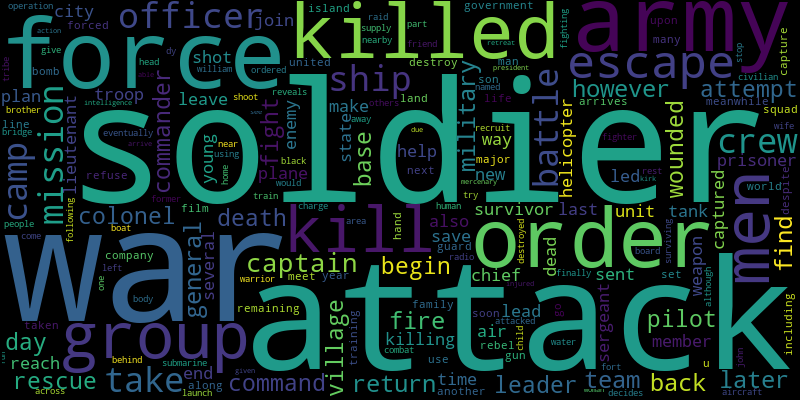 operation
city
officer
join
killed
island
raid
supply
nearby
part
friend
government
fighting
army
upon
many
stop
civilian
capture
forced
action
give
force
bomb
head
dy
shot
william
ordered
united
destroy
retreat
president
man
son
named
escape
tribe
plan
troop
commander
leave
shoot
reveals
ship
others
land
life
military
battle
however
attempt
line
bridge
brother
mission
lieutenant
intelligence
eventually
arrive
soldier
fight
enemy
make
state
away
recruit
arrives
meanwhile
squad
wife
helicopter
fighter
wounded
crew
refuse
young
near
using
home
plane
black
would
base
help
next
due
way
major
new
mercenary
try
led
rest
kirk
prisoner
world
despite
camp
former
train
charge
area
human
survivor
last
unit
tank
captured
people
following
colonel
film
death
kill
hand
also
save
guard
radio
order
dead
destroyed
board
surviving
weapon
men
find
war
come
boat
company
left
one
general
several
captain
warrior
meet
year
begin
chief
sent
finally
set
although
body
remaining
attack
injured
taken
group
village
family
training
fire
soon
attacked
lead
air
rebel
child
go
water
sergeant
pilot
member
u
john
including
day
reach
behind
submarine
killing
combat
use
gun
fort
rescue
across
take
end
along
given
launch
command
return
time
another
leader
team
decides
back
later
aircraft
woman